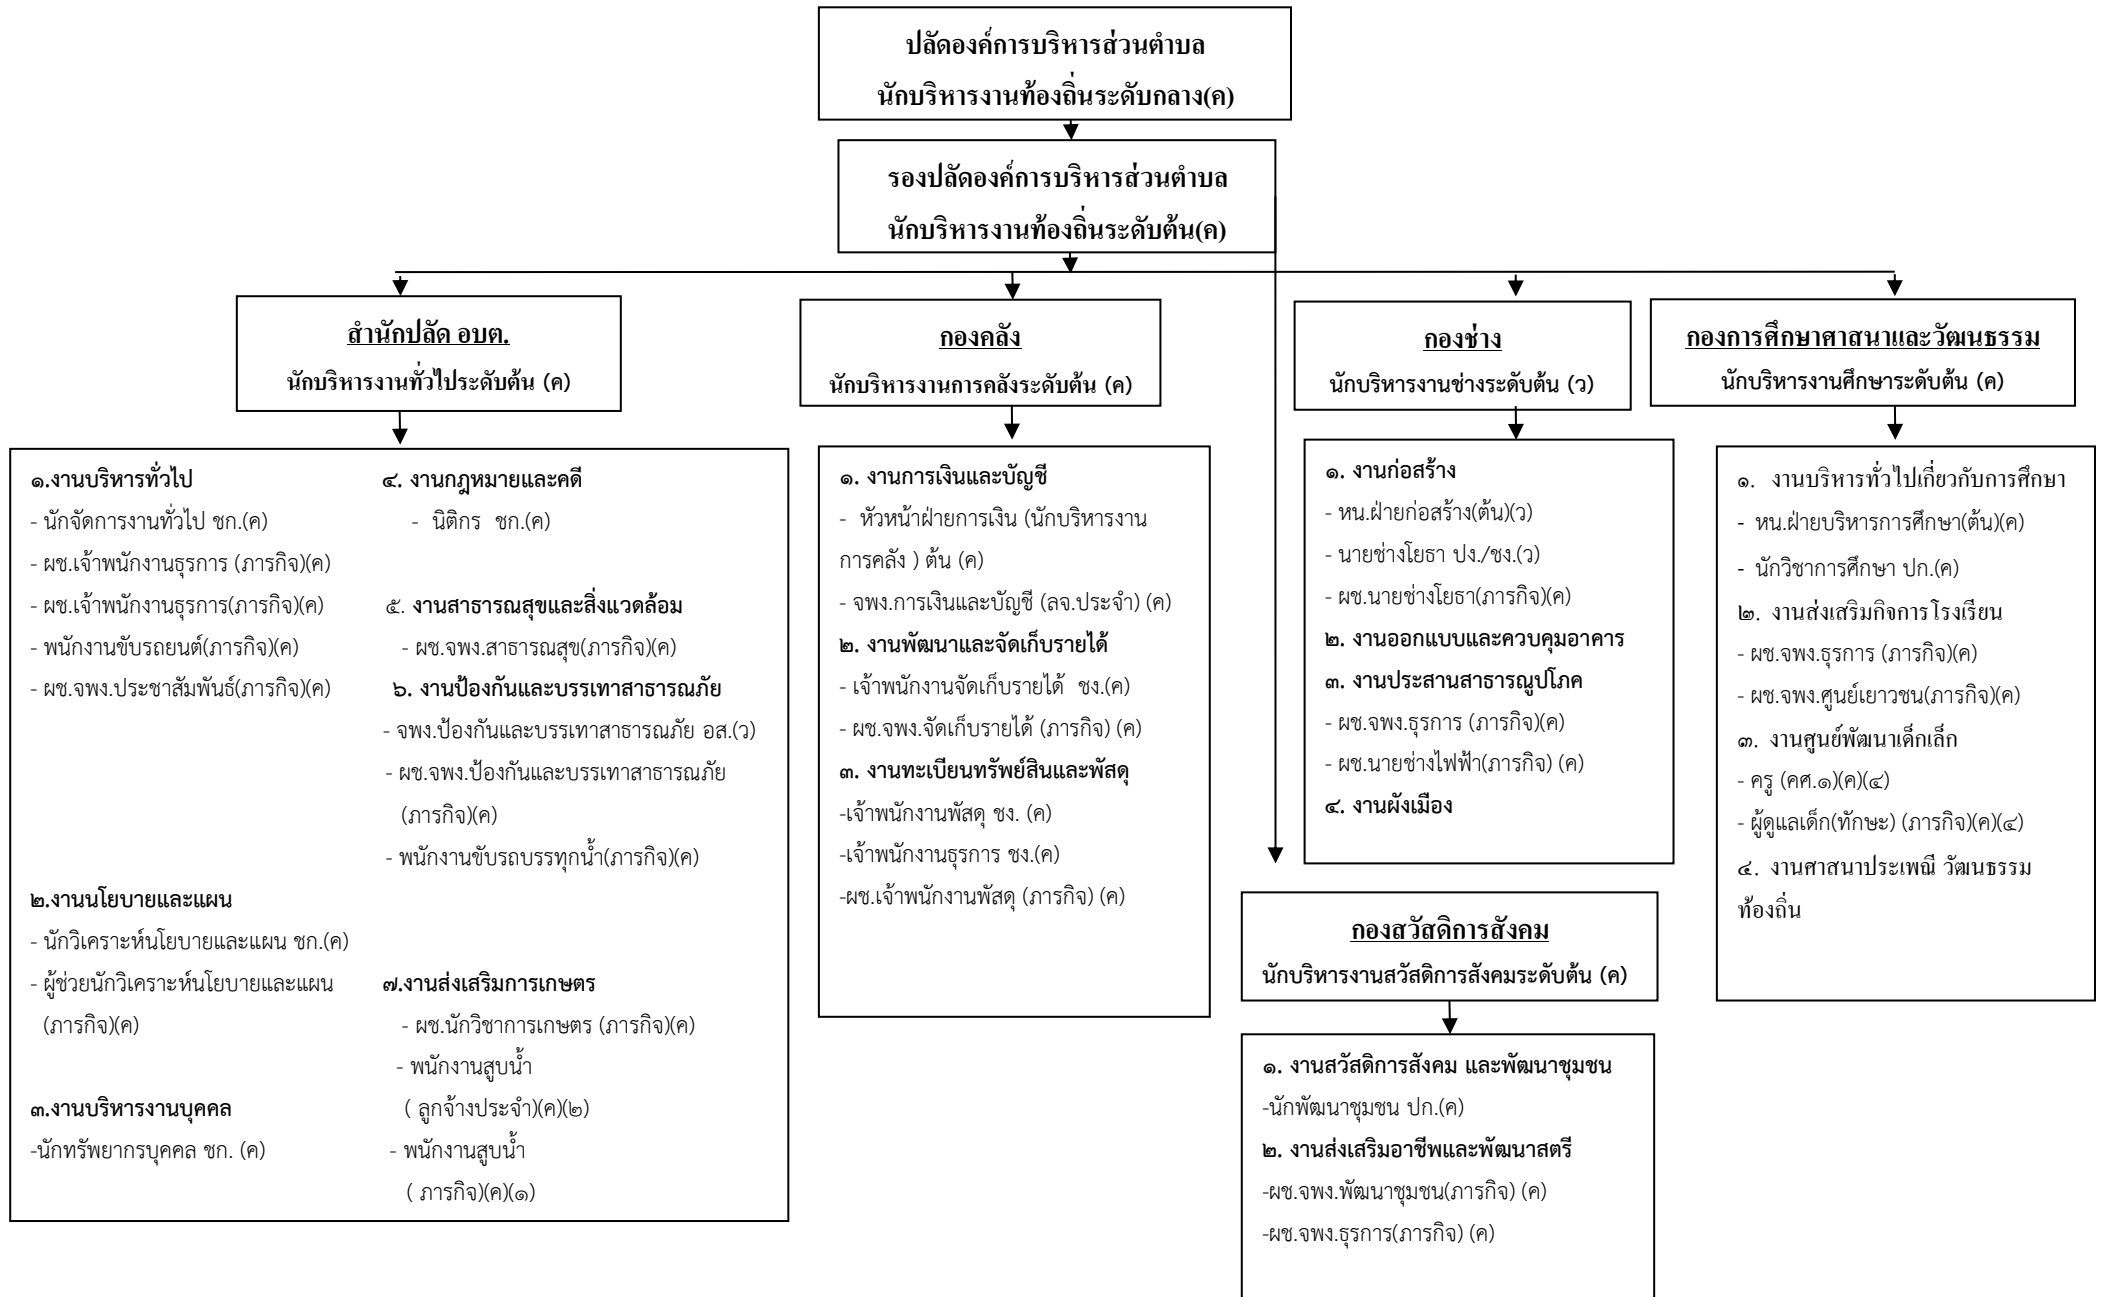 ปลัดองค์การบริหารส่วนตำบล
นักบริหารงานท้องถิ่นระดับกลาง(ค)
รองปลัดองค์การบริหารส่วนตำบล
นักบริหารงานท้องถิ่นระดับต้น(ค)
สำนักปลัด อบต.
นักบริหารงานทั่วไประดับต้น (ค)
กองคลัง
นักบริหารงานการคลังระดับต้น (ค)
กองช่าง
นักบริหารงานช่างระดับต้น (ว)
กองการศึกษาศาสนาและวัฒนธรรม
นักบริหารงานศึกษาระดับต้น (ค)
๑.งานบริหารทั่วไป
- นักจัดการงานทั่วไป ชก.(ค)
- ผช.เจ้าพนักงานธุรการ (ภารกิจ)(ค)
- ผช.เจ้าพนักงานธุรการ(ภารกิจ)(ค)
- พนักงานขับรถยนต์(ภารกิจ)(ค)
- ผช.จพง.ประชาสัมพันธ์(ภารกิจ)(ค)
๒.งานนโยบายและแผน
- นักวิเคราะห์นโยบายและแผน ชก.(ค)
- ผู้ช่วยนักวิเคราะห์นโยบายและแผน
(ภารกิจ)(ค)
๓.งานบริหารงานบุคคล
-นักทรัพยากรบุคคล ชก. (ค)
๔. งานกฎหมายและคดี
- นิติกร ชก.(ค)
๕. งานสาธารณสุขและสิ่งแวดล้อม
- ผช.จพง.สาธารณสุข(ภารกิจ)(ค)
๖. งานป้องกันและบรรเทาสาธารณภัย
- จพง.ป้องกันและบรรเทาสาธารณภัย อส.(ว)
- ผช.จพง.ป้องกันและบรรเทาสาธารณภัย
(ภารกิจ)(ค)
- พนักงานขับรถบรรทุกน้ำ(ภารกิจ)(ค)
๗.งานส่งเสริมการเกษตร
- ผช.นักวิชาการเกษตร (ภารกิจ)(ค)
- พนักงานสูบน้ำ
( ลูกจ้างประจำ)(ค)(๒)
- พนักงานสูบน้ำ
( ภารกิจ)(ค)(๑)
๑. งานการเงินและบัญชี
- หัวหน้าฝ่ายการเงิน (นักบริหารงาน
การคลัง ) ต้น (ค)
- จพง.การเงินและบัญชี (ลจ.ประจำ) (ค)
๒. งานพัฒนาและจัดเก็บรายได้
- เจ้าพนักงานจัดเก็บรายได้ ชง.(ค)
- ผช.จพง.จัดเก็บรายได้ (ภารกิจ) (ค)
๓. งานทะเบียนทรัพย์สินและพัสดุ
-เจ้าพนักงานพัสดุ ชง. (ค)
-เจ้าพนักงานธุรการ ชง.(ค)
-ผช.เจ้าพนักงานพัสดุ (ภารกิจ) (ค)
๑. งานก่อสร้าง
- หน.ฝ่ายก่อสร้าง(ต้น)(ว)
- นายช่างโยธา ปง./ชง.(ว)
- ผช.นายช่างโยธา(ภารกิจ)(ค)
๒. งานออกแบบและควบคุมอาคาร
๓. งานประสานสาธารณูปโภค
- ผช.จพง.ธุรการ (ภารกิจ)(ค)
- ผช.นายช่างไฟฟ้า(ภารกิจ) (ค)
๔. งานผังเมือง
๑. งานบริหารทั่วไปเกี่ยวกับการศึกษา
- หน.ฝ่ายบริหารการศึกษา(ต้น)(ค)
- นักวิชาการศึกษา ปก.(ค)
๒. งานส่งเสริมกิจการโรงเรียน
- ผช.จพง.ธุรการ (ภารกิจ)(ค)
- ผช.จพง.ศูนย์เยาวชน(ภารกิจ)(ค)
๓. งานศูนย์พัฒนาเด็กเล็ก
- ครู (คศ.๑)(ค)(๔)
- ผู้ดูแลเด็ก(ทักษะ) (ภารกิจ)(ค)(๔)
๔. งานศาสนาประเพณี วัฒนธรรม
ท้องถิ่น
กองสวัสดิการสังคม
นักบริหารงานสวัสดิการสังคมระดับต้น (ค)
๑. งานสวัสดิการสังคม และพัฒนาชุมชน
-นักพัฒนาชุมชน ปก.(ค)
๒. งานส่งเสริมอาชีพและพัฒนาสตรี
-ผช.จพง.พัฒนาชุมชน(ภารกิจ) (ค)
-ผช.จพง.ธุรการ(ภารกิจ) (ค)